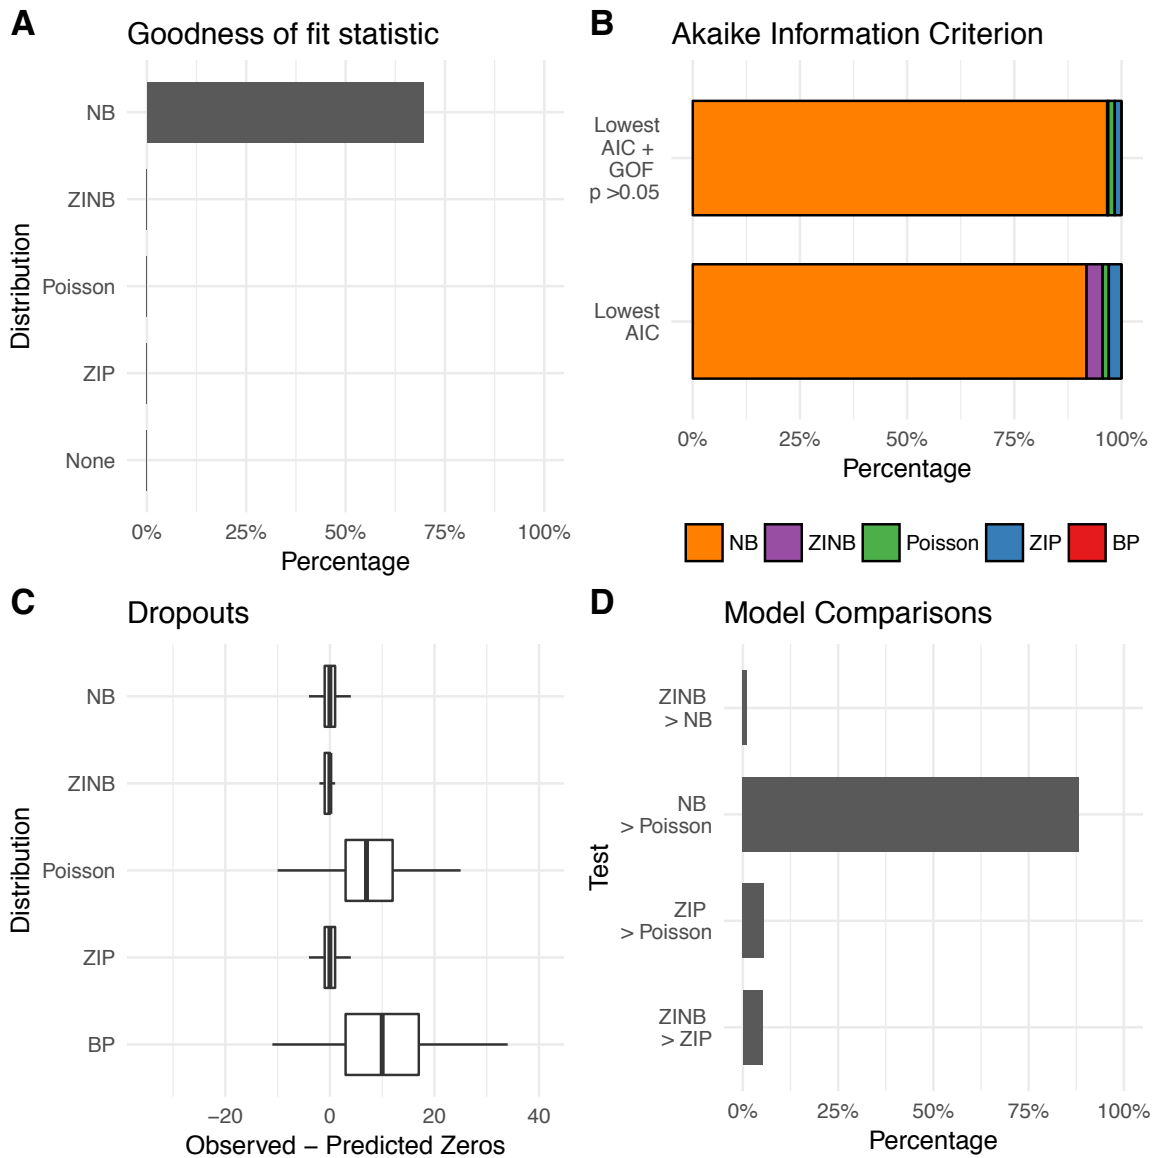 A
Goodness of fit statistic
Distribution
NB
ZINB
Poisson
ZIP
None
0%
25%
50%
75%
100%
Percentage
B
Akaike Information Criterion
Lowest
AIC +
GOF
p >0.05
Lowest
AIC
0%
25%
50%
75%
100%
Percentage
NB
ZINB
Poisson
ZIP
BP
C
Dropouts
Distribution
NB
ZINB
Poisson
ZIP
BP
−20
0
20
40
Observed − Predicted Zeros
D
Model Comparisons
Test
ZINB
> NB
NB
> Poisson
ZIP
> Poisson
ZINB
> ZIP
0%
25%
50%
75%
100%
Percentage